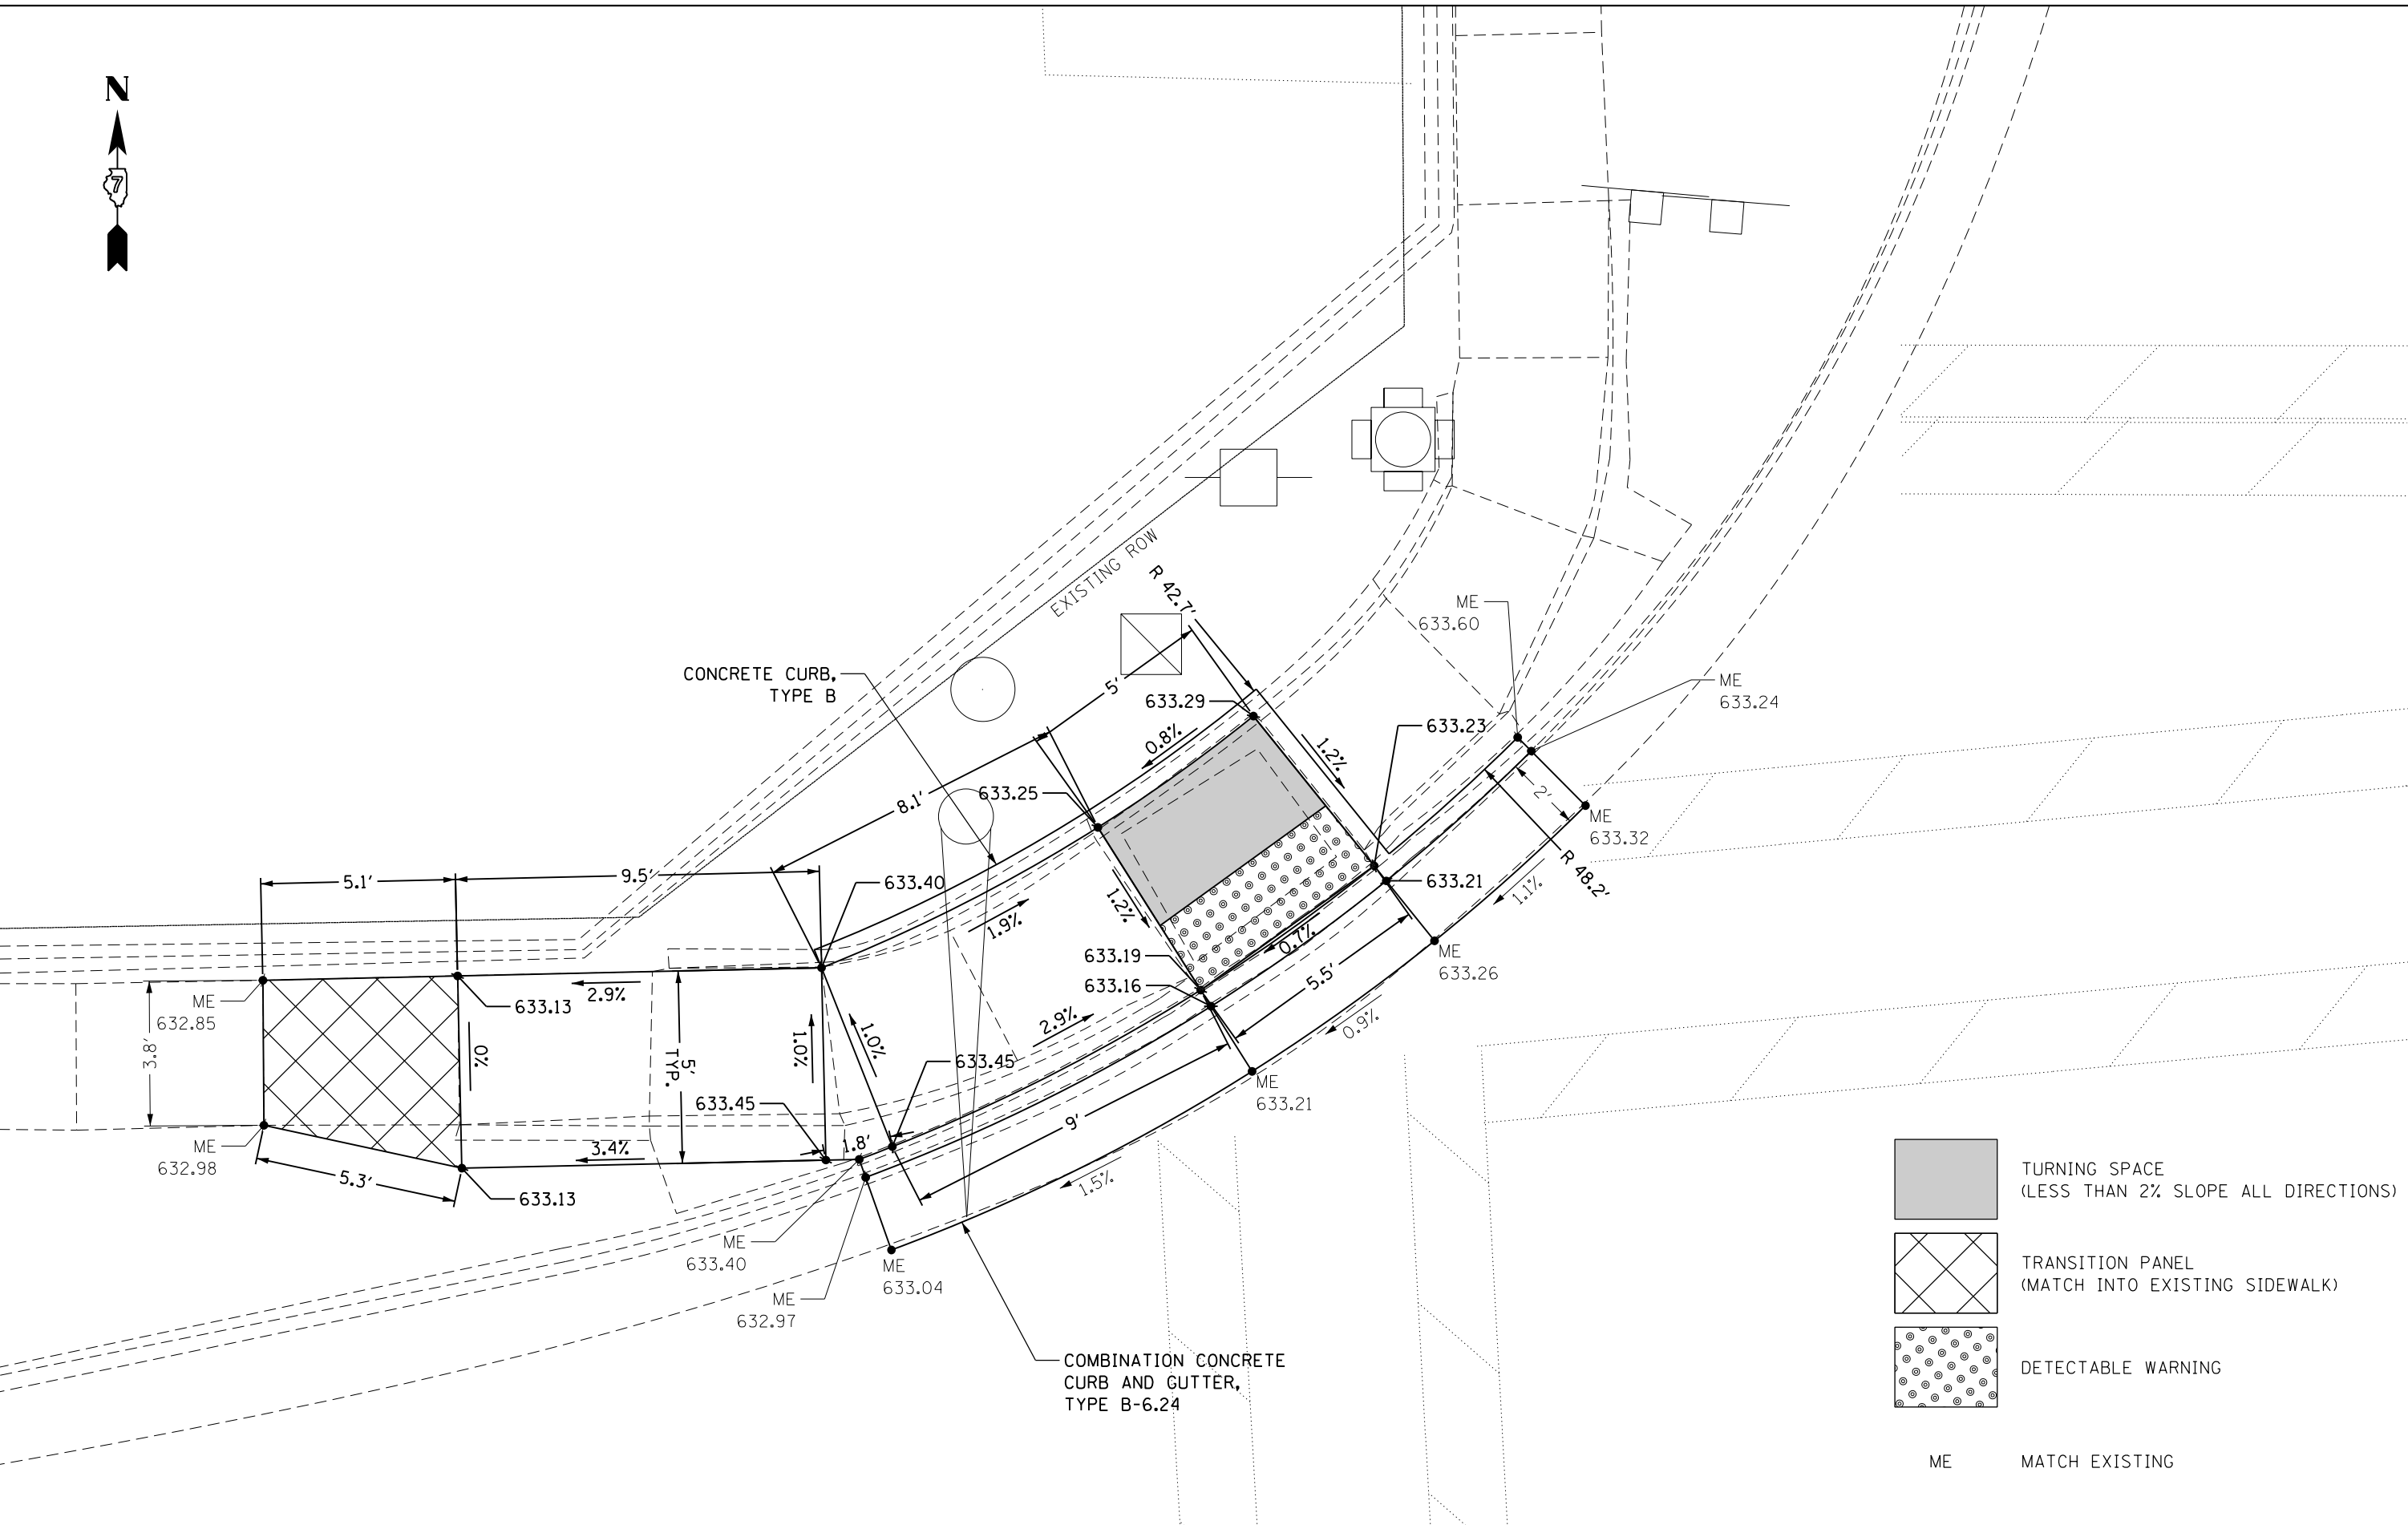 N
7
EXISTING ROW
R 42.7'
5'
CONCRETE CURB,
TYPE B
633.29
0.8%
1.2%
633.23
ME
633.60
ME
633.24
2'
ME
633.32
R 48.2'
1.1%
633.25
8.1'
1.2%
1.9%
633.21
0.7%
5.5'
ME
633.26
0.9%
5.1'
9.5'
633.40
ME
632.85
633.13
2.9%
3.8'
0%
5'
TYP.
1.0%
1.0%
2.9%
633.19
633.16
633.45
633.45
9'
ME
633.21
1.8'
3.4%
ME
632.98
5.3'
633.13
1.5%
ME
633.40
ME
633.04
ME
632.97
COMBINATION CONCRETE
CURB AND GUTTER,
TYPE B-6.24
TURNING SPACE
(LESS THAN 2% SLOPE ALL DIRECTIONS)
TRANSITION PANEL
(MATCH INTO EXISTING SIDEWALK)
DETECTABLE WARNING
ME MATCH EXISTING